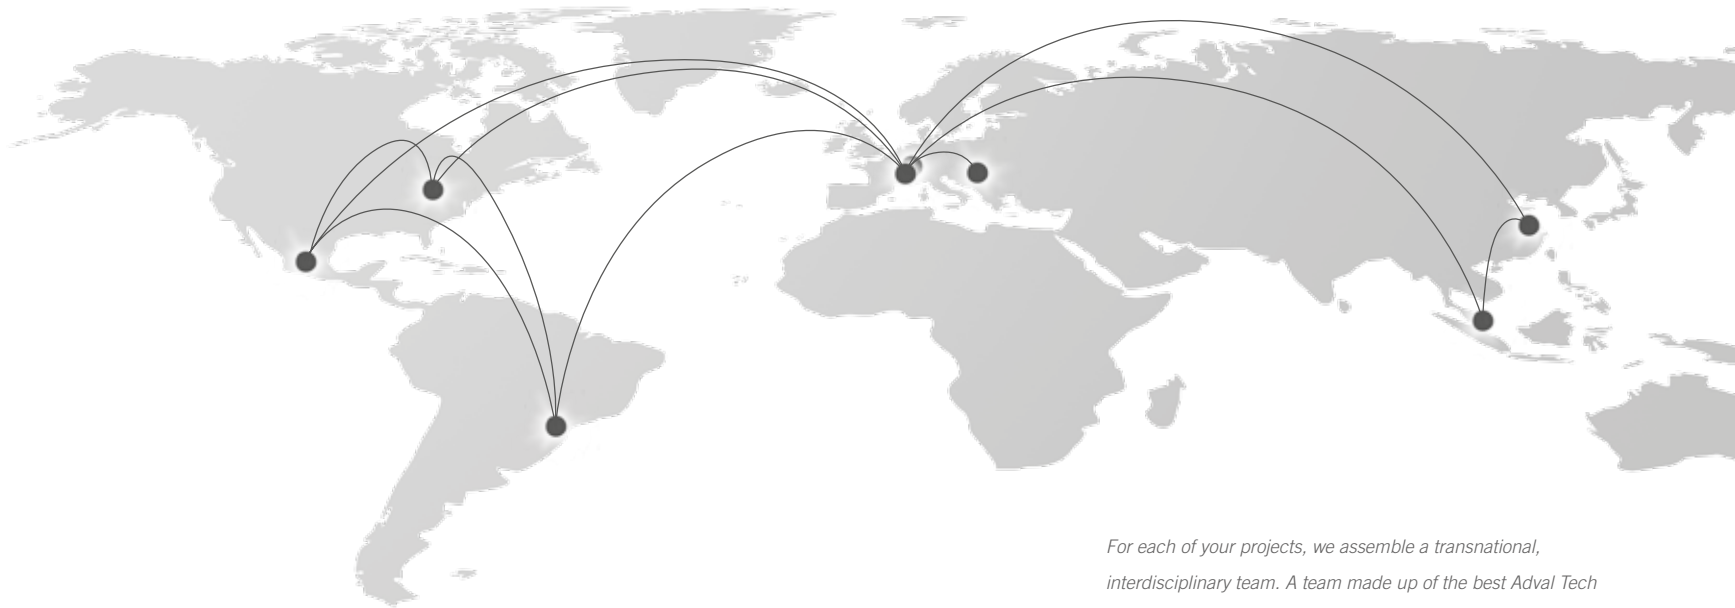 For each of your projects, we assemble a transnational,
interdisciplinary team. A team made up of the best Adval Tech